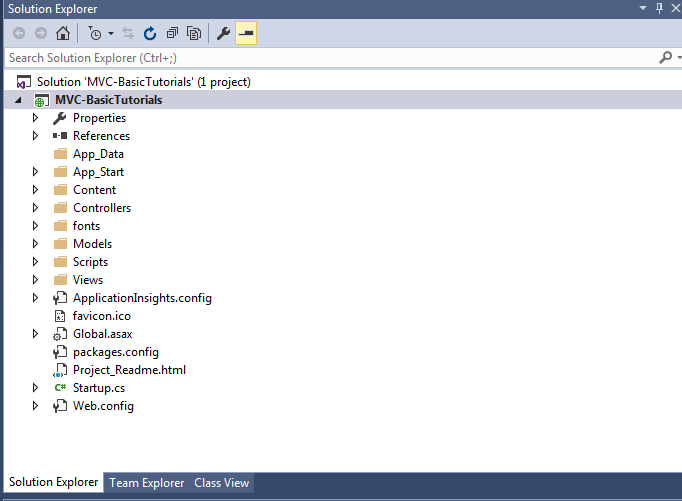 Solution Explorer
Search Solution Explorer (Ctrl+;)
Solution 'MVC-BasicTutorials' (1 project)
MVC-BasicTutorials
Properties
References
App_Data
App_Start
Content
Controllers
fonts
Models
Scripts
Views
ApplicationInsights.config
favicon.ico
Global.asax
packages.config
Project_Readme.html
C# Startup.cs
Web.config
Solution Explorer Team Explorer Class View